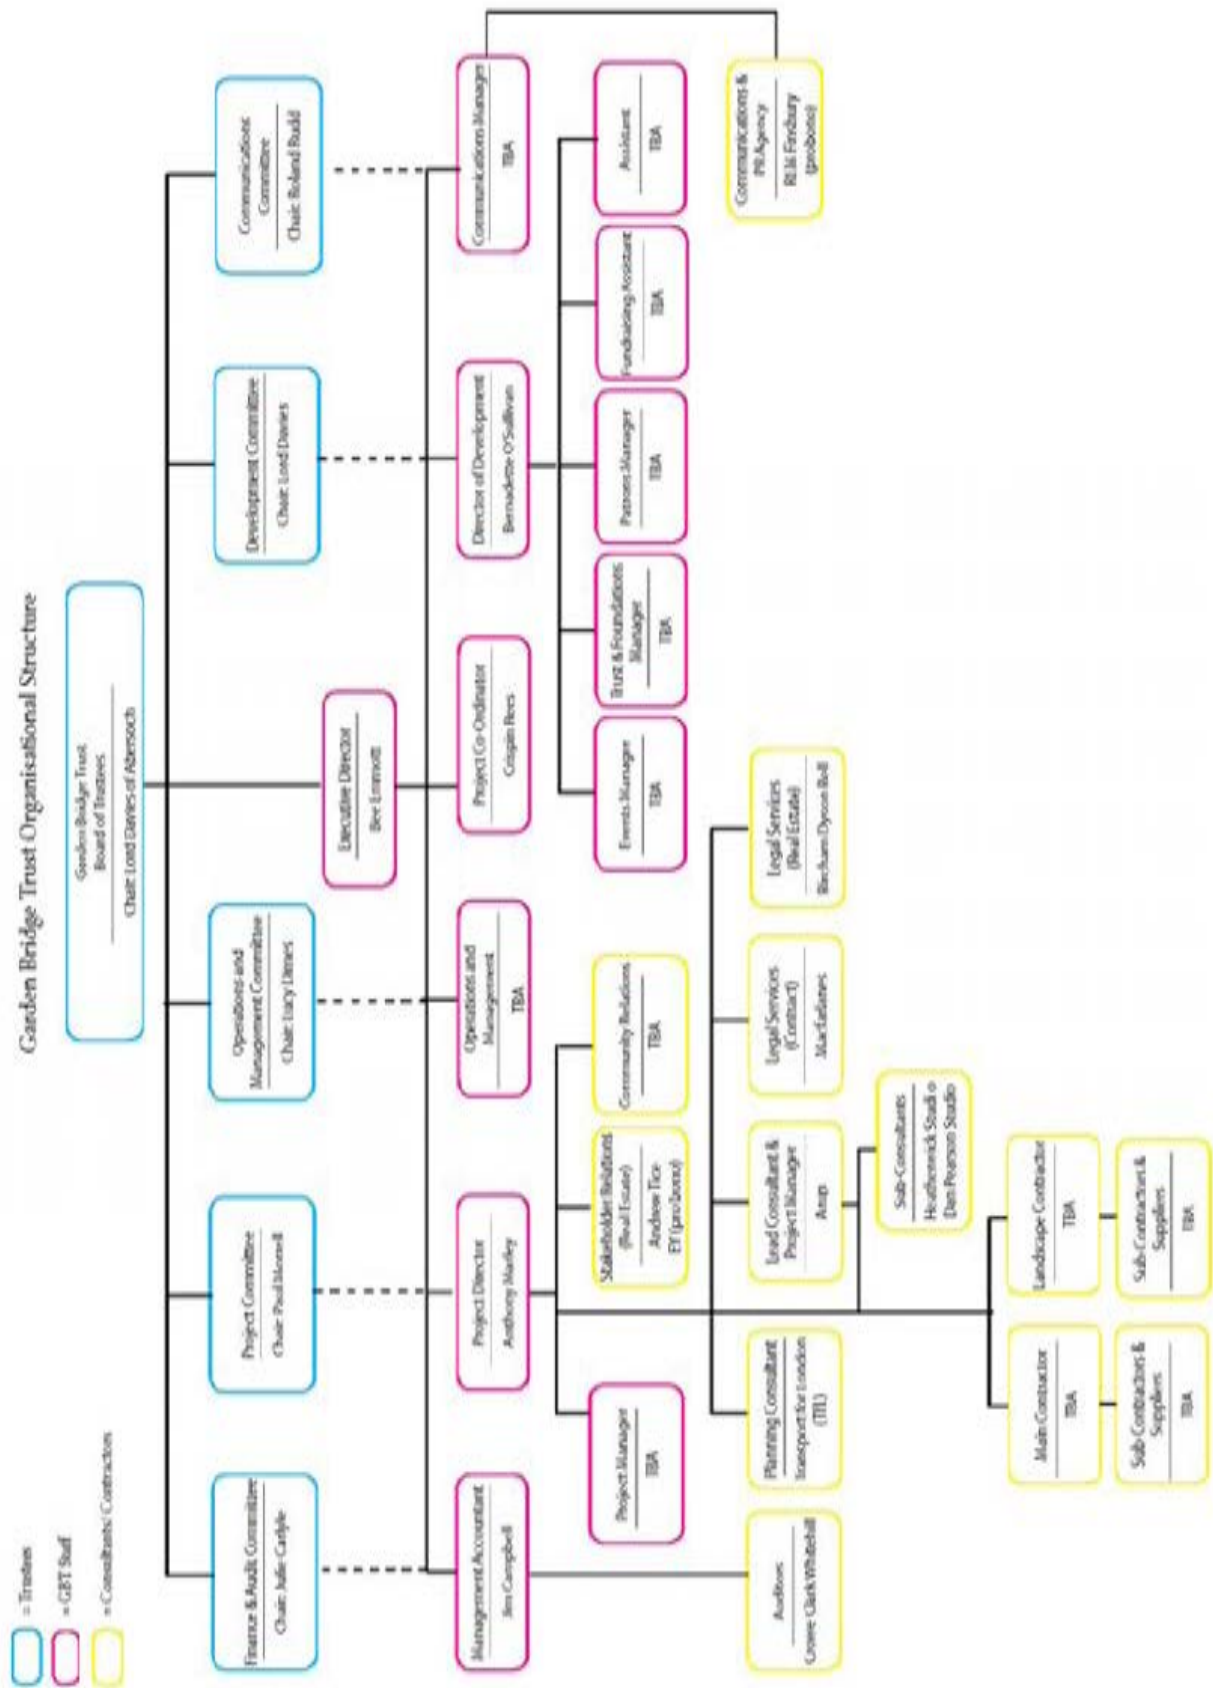 Garden Bridge Trust Organisational Structure
= Trustees
= GBT Staff
= Consultants/ Contractors
Garden Bridge Trust
Board of Trustees
Chair: Lord Davies of Abersoch
Finance & Audit Committee
Chair: Julie Carlyle
Project Committee
Chair: Paul Morrell
Operations and
Management Committee
Chair: Lucy Dimes
Development Committee
Chair: Lord Davies
Communications
Committee
Chair: Roland Rudd
Executive Director
Bee Emmott
Management Accountant
Jim Campbell
Project Director
Anthony Marley
Operations and
Management
TBA
Project Co-Ordinator
Crispin Rees
Director of Development
Bernadette O'Sullivan
Communications Manager
TBA
Project Manager
TBA
Stakeholder Relations
(Real Estate)
Andrew Tice
EY (pro bono)
Community Relations
TBA
Events Manager
TBA
Trust & Foundations
Manager
TBA
Patrons Manager
TBA
Fundraising Assistant
TBA
Assistant
TBA
Communications &
PR Agency
RLM Finsbury
(probono)
Auditors
Crowe Clark Whitehill
Planning Consultant
Transport for London
(TfL)
Lead Consultant &
Project Manager
Arup
Legal Services
(Contract)
Macfarlanes
Legal Services
(Real Estate)
Bircham Dyson Bell
Sub-Consultants
Heatherwick Studio
Dan Pearson Studio
Main Contractor
TBA
Landscape Contractor
TBA
Sub-Contractors &
Suppliers
TBA
Sub-Contractors &
Suppliers
TBA